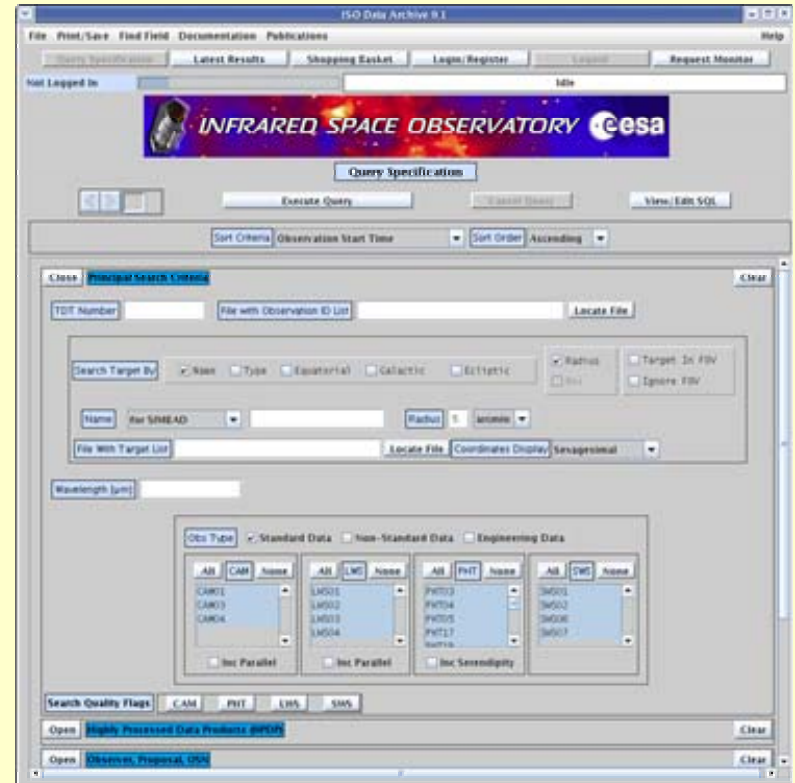 ISO Data Archive 9.1
File Print/Save Find Field Documentation Publications Help
Query Specification Latest Results Shopping Basket Login/Register Logout Request Monitor
Not Logged In Idle
INFRARED SPACE OBSERVATORY esa
Query Specification
Execute Query Cancel Query View/Edit SQL
Sort Criteria Observation Start Time Sort Order Ascending
Close Principal Search Criteria Clear
TDT Number File with Observation ID List Locate File
Search Target By Name Type Equatorial Galactic Ecliptic Radius Box Target In FOV Ignore FOV
Name for SIMBAD Radius 5 arcmin
File With Target List Locate File Coordinates Display Sexagesimal
Wavelength [µm]
Obs Type Standard Data Non-Standard Data Engineering Data
All CAM None All LWS None All PHT None All SWS None
CAM01 LWS01 PHT03 SWS01
CAM03 LWS02 PHT04 SWS02
CAM04 LWS03 PHT05 SWS06
LWS04 PHT17 SWS07
Inc Parallel Inc Parallel Inc Serendipity
Search Quality Flags CAM PHT LWS SWS
Open Highly Processed Data Products (HPDP) Clear
Open Observer, Proposal, OSN Clear